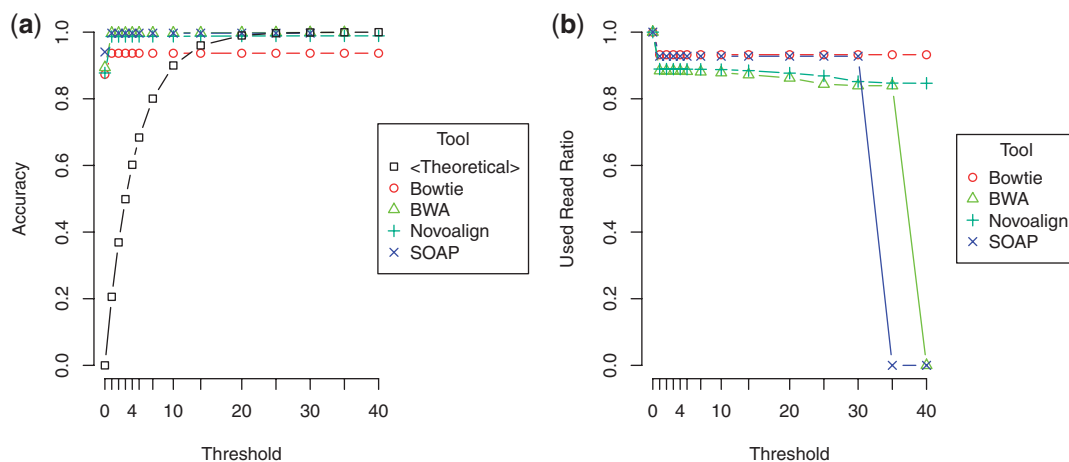 (a)
1.0
0.8
0.6
0.4
0.2
0.0
Accuracy
0 4 10 20 30 40
Threshold
Tool
<Theoretical>
Bowtie
BWA
Novoalign
SOAP
(b)
1.0
0.8
0.6
0.4
0.2
0.0
Used Read Ratio
0 4 10 20 30 40
Threshold
Tool
Bowtie
BWA
Novoalign
SOAP